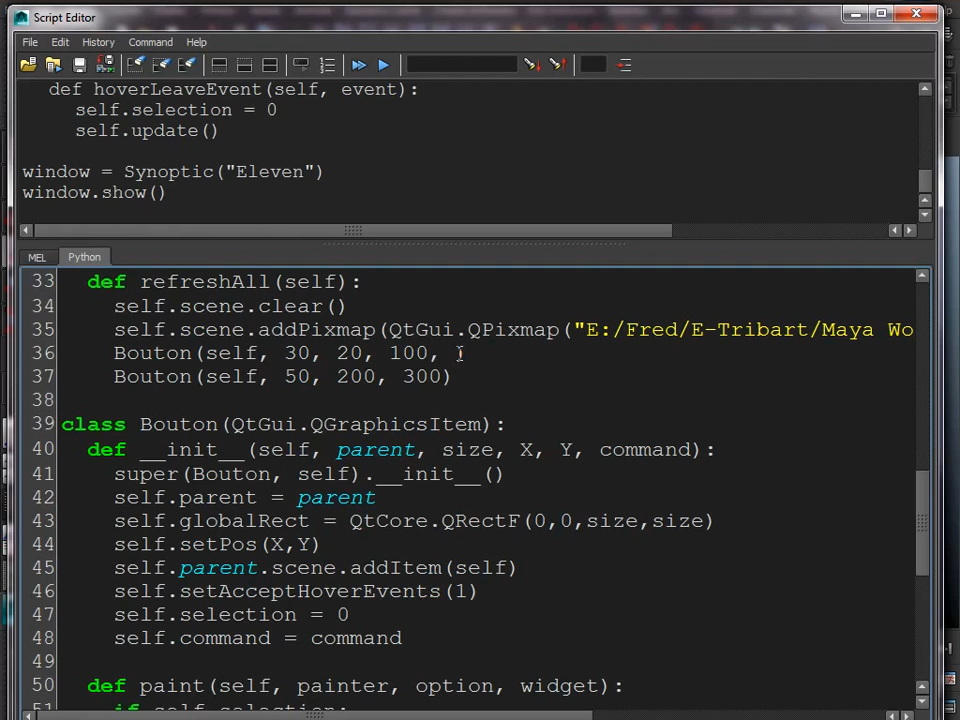 Script Editor
File Edit History Command Help
def hoverLeaveEvent(self, event):
self.selection = 0
self.update()
window = Synoptic("Eleven")
window.show()
MEL Python
33 def refreshAll(self):
34 self.scene.clear()
35 self.scene.addPixmap(QtGui.QPixmap("E:/Fred/E-Tribart/Maya Wo
36 Bouton(self, 30, 20, 100,
37 Bouton(self, 50, 200, 300)
38
39 class Bouton(QtGui.QGraphicsItem):
40 def __init__(self, parent, size, X, Y, command):
41 super(Bouton, self).__init__()
42 self.parent = parent
43 self.globalRect = QtCore.QRectF(0,0,size,size)
44 self.setPos(X,Y)
45 self.parent.scene.addItem(self)
46 self.setAcceptHoverEvents(1)
47 self.selection = 0
48 self.command = command
49
50 def paint(self, painter, option, widget):
51 if self.selection: